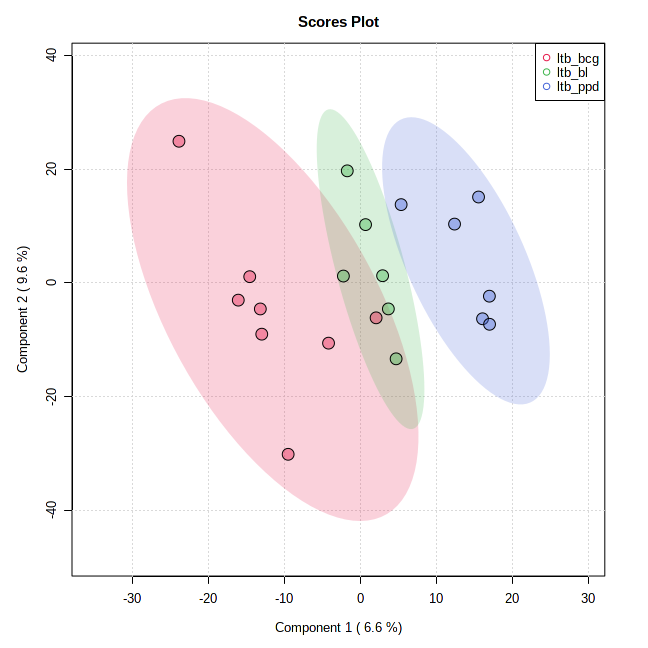 Scores Plot
ltb_bcg
ltb_bl
ltb_ppd
40
20
0
-20
-40
Component 2 ( 9.6 %)
-30 -20 -10 0 10 20 30
Component 1 ( 6.6 %)